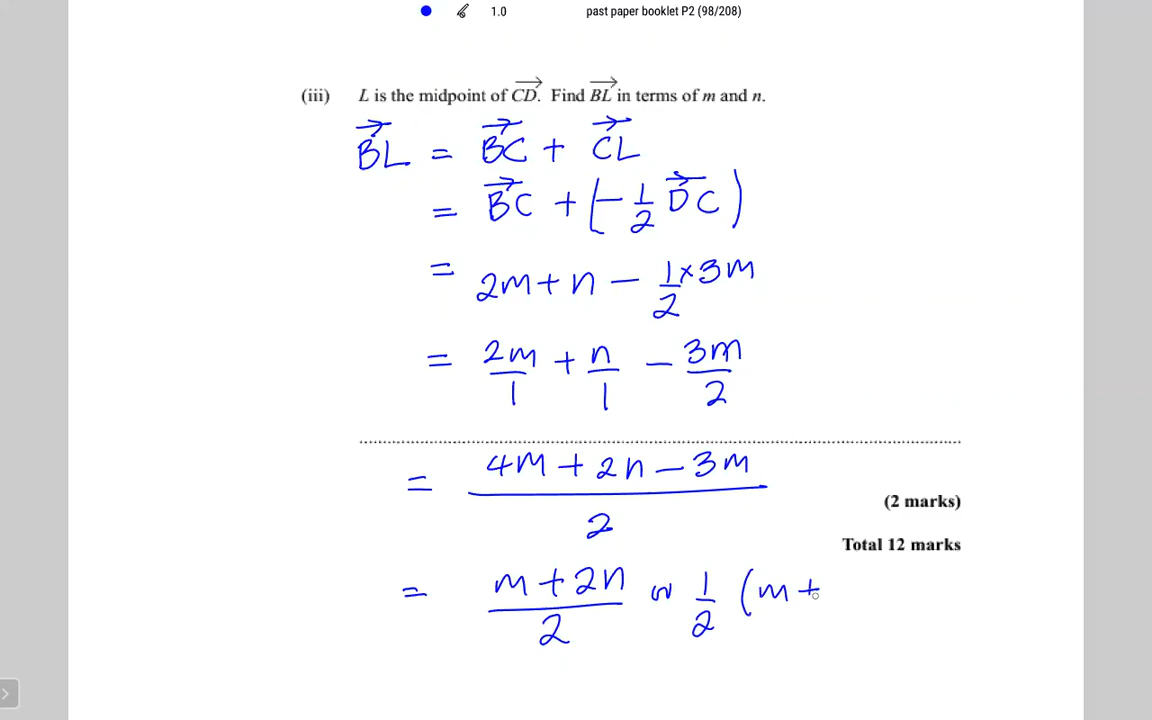 1.0 past paper booklet P2 (98/208)
(iii) L is the midpoint of →CD. Find →BL in terms of m and n.
→BL = →BC + →CL
= →BC + (-1/2 →DC)
= 2m + n - 1/2 × 3m
= 2m/1 + n/1 - 3m/2
= (4m + 2n - 3m)/2
(2 marks)
Total 12 marks
= (m + 2n)/2 or 1/2 (m +